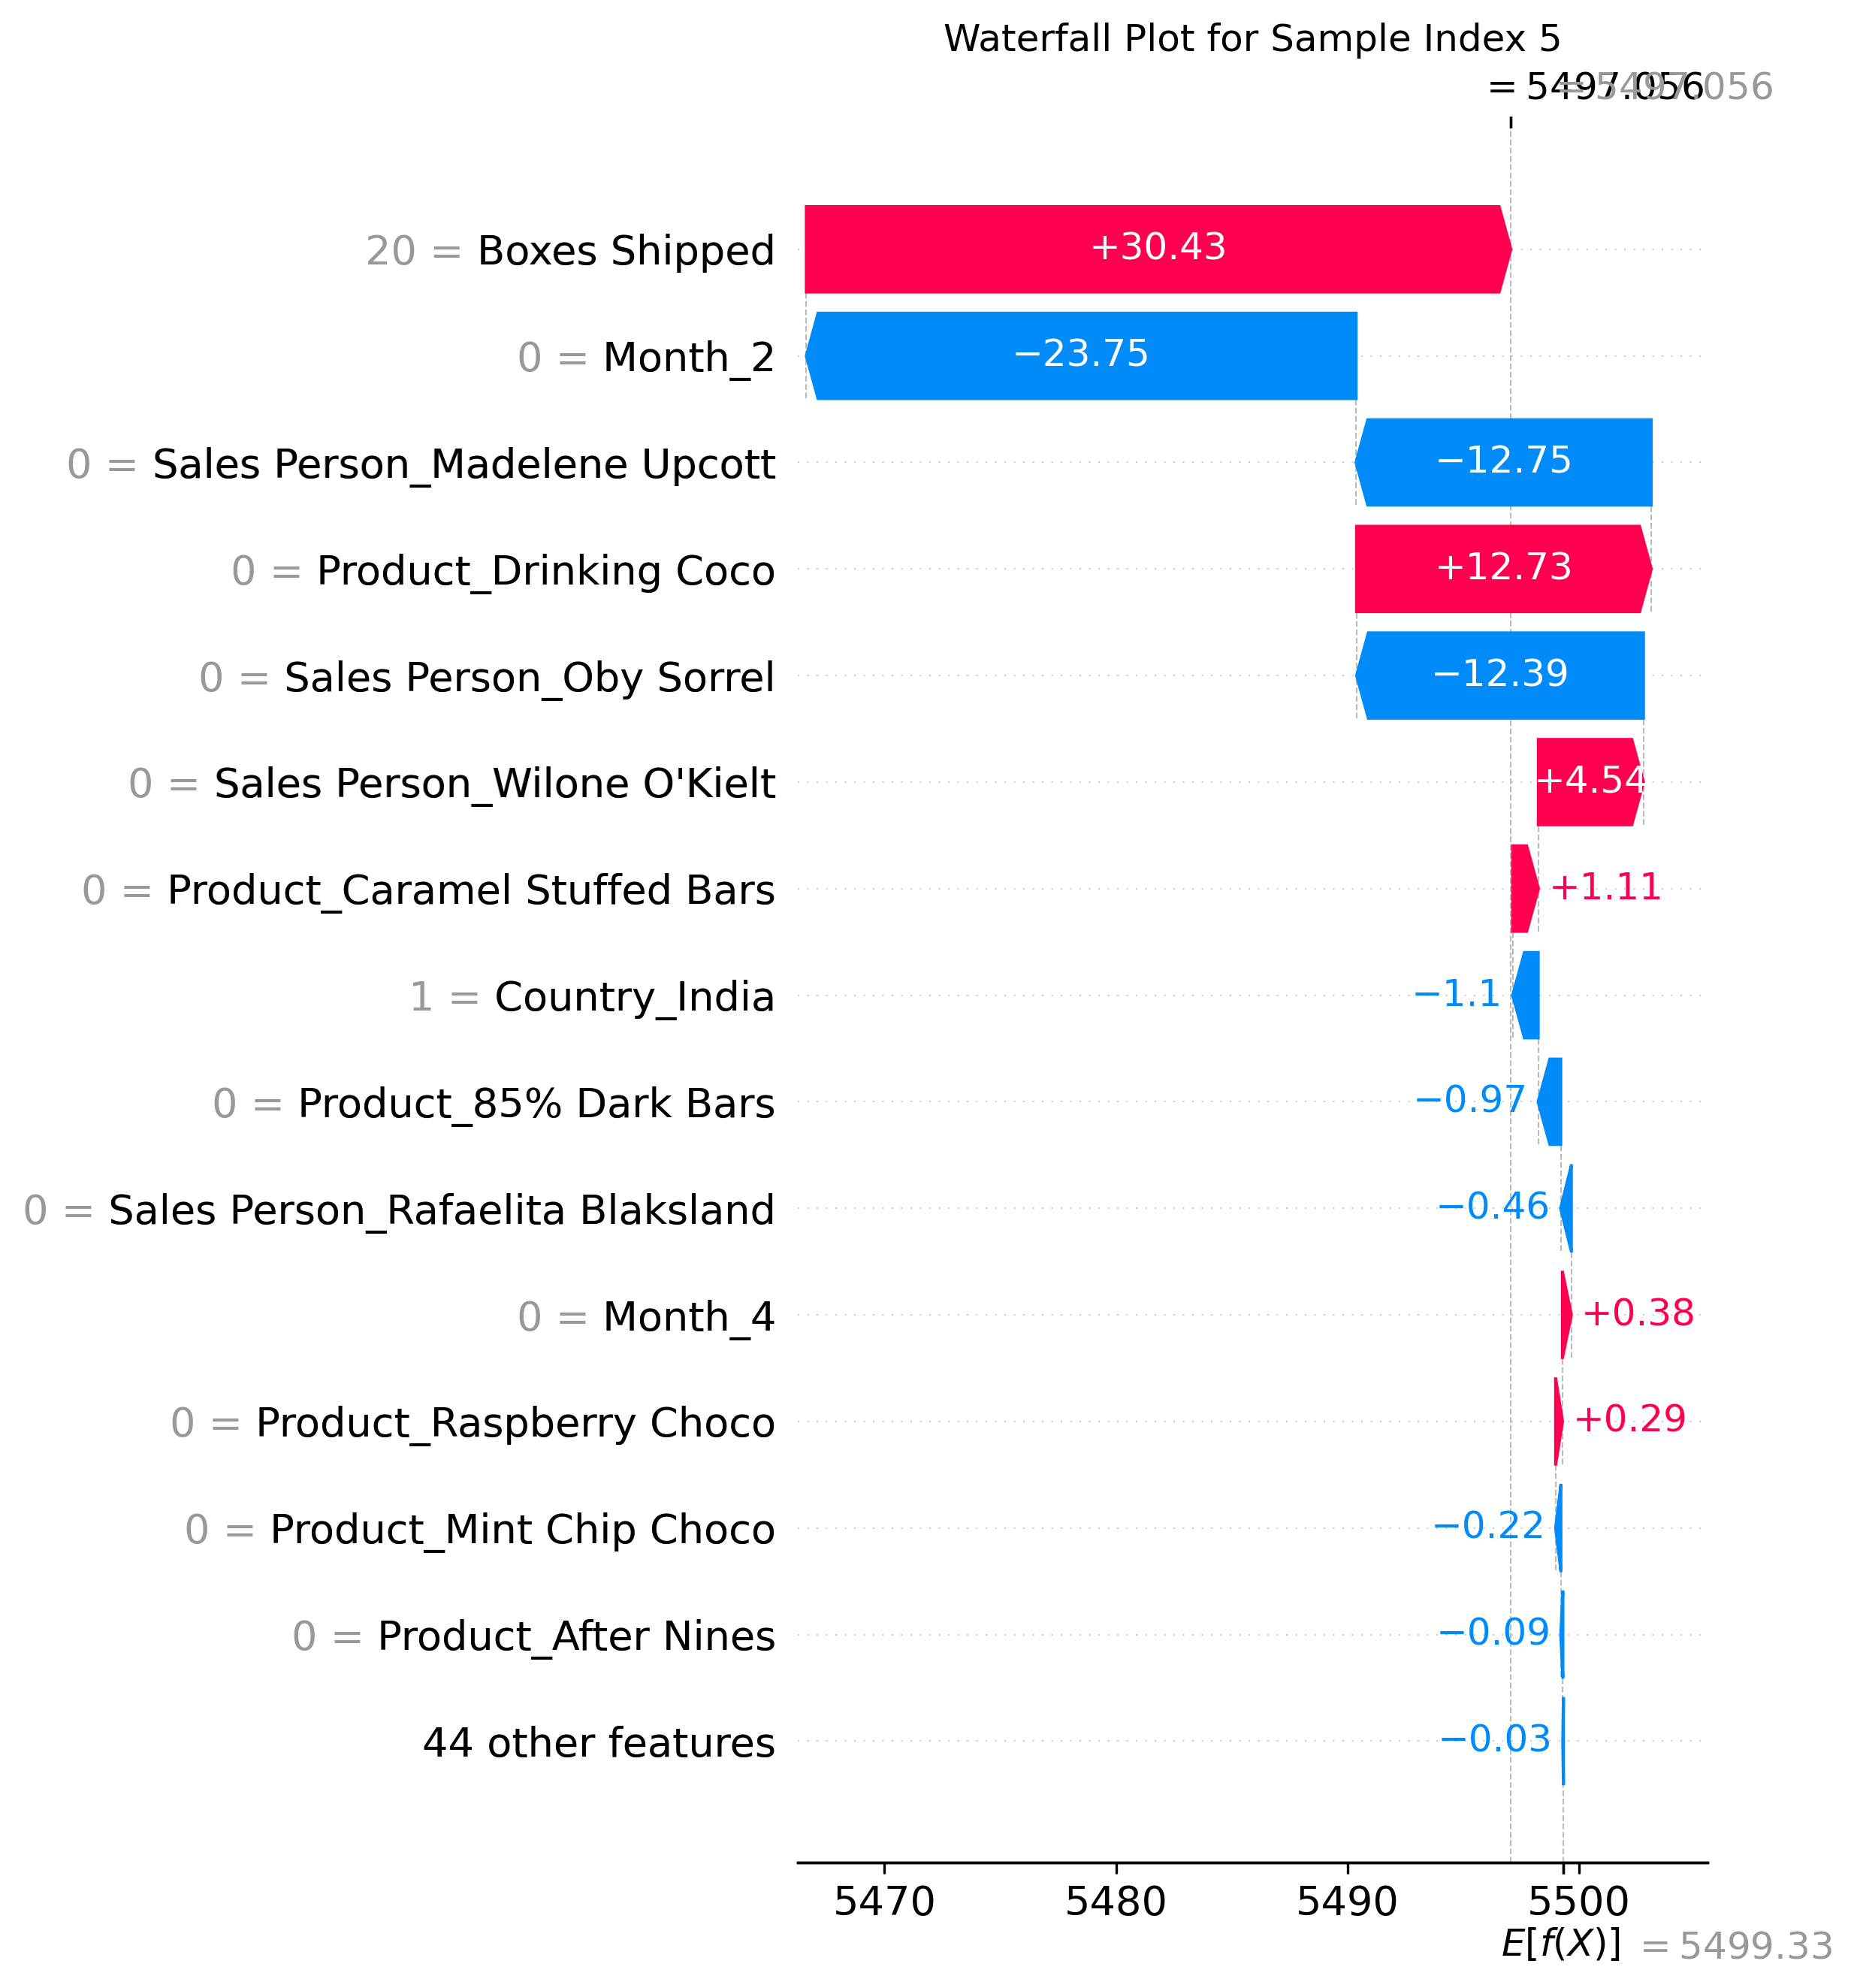 Waterfall Plot for Sample Index 5
= 5497.056 = 5497.056
20 = Boxes Shipped +30.43
0 = Month_2 −23.75
0 = Sales Person_Madelene Upcott −12.75
0 = Product_Drinking Coco +12.73
0 = Sales Person_Oby Sorrel −12.39
0 = Sales Person_Wilone O'Kielt +4.54
0 = Product_Caramel Stuffed Bars +1.11
1 = Country_India −1.1
0 = Product_85% Dark Bars −0.97
0 = Sales Person_Rafaelita Blaksland −0.46
0 = Month_4 +0.38
0 = Product_Raspberry Choco +0.29
0 = Product_Mint Chip Choco −0.22
0 = Product_After Nines −0.09
44 other features −0.03
5470 5480 5490 5500
E[f(X)] = 5499.33